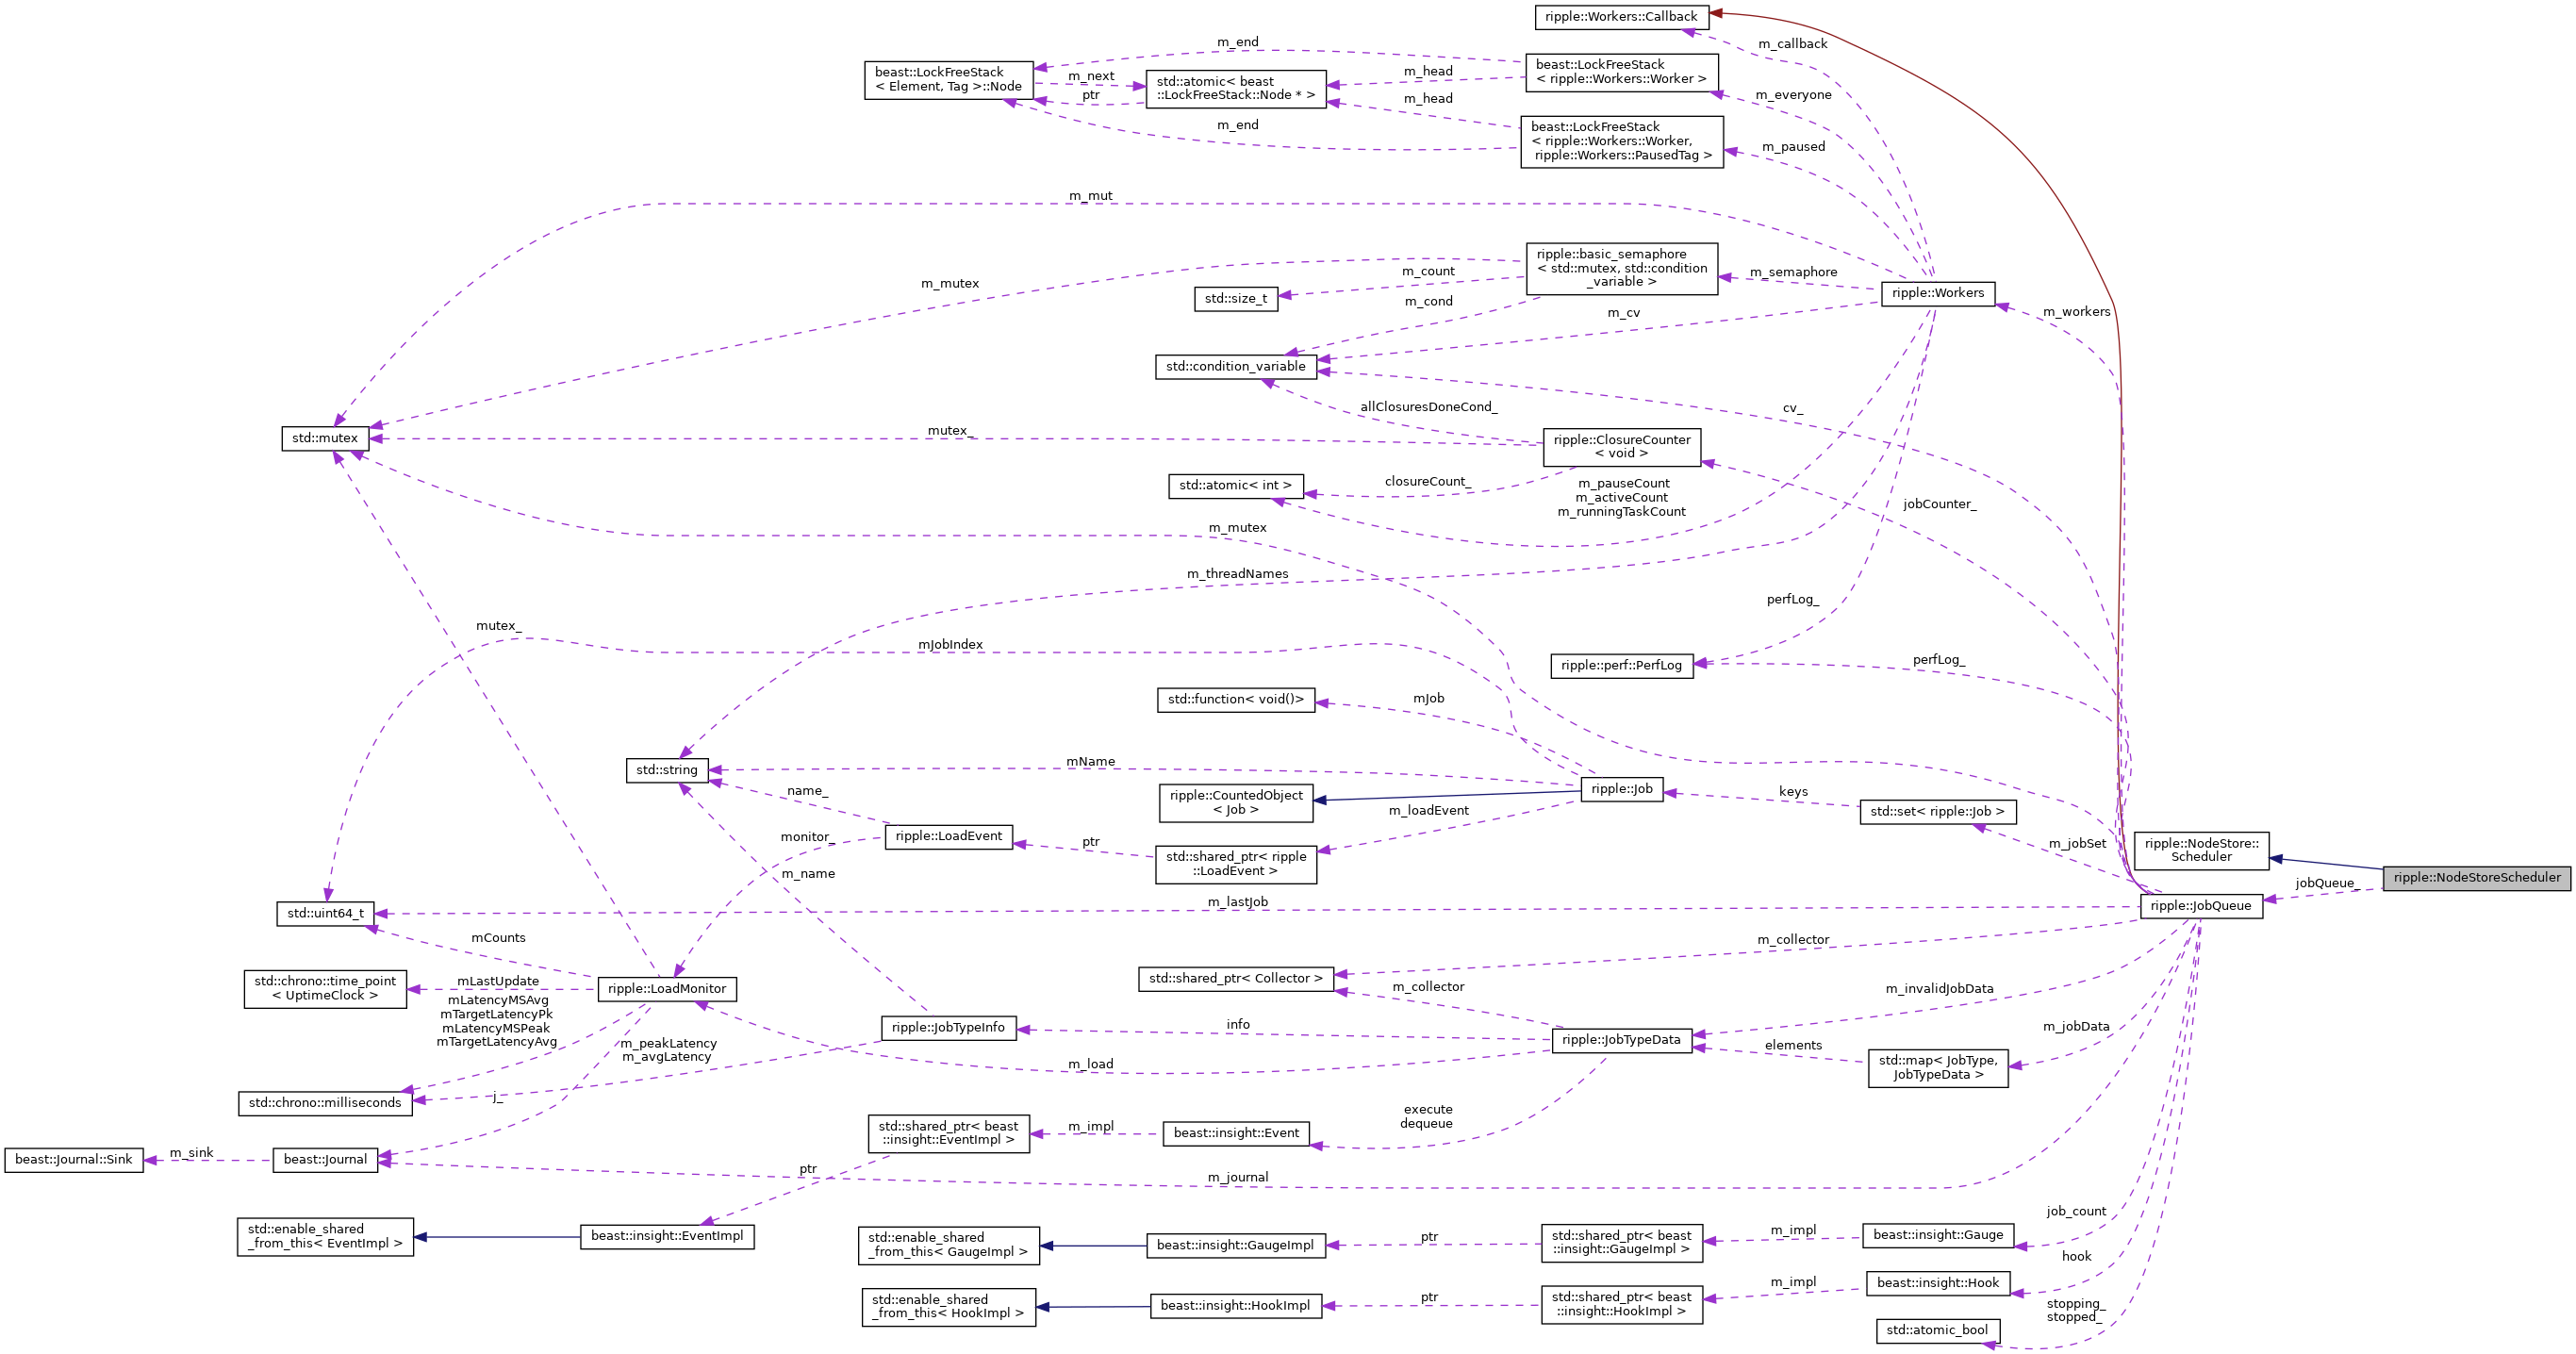 ripple::Workers::Callback
m_end
m_callback
beast::LockFreeStack
< Element, Tag >::Node
m_next
ptr
std::atomic< beast
::LockFreeStack::Node * >
m_head
m_head
beast::LockFreeStack
< ripple::Workers::Worker >
m_everyone
m_end
beast::LockFreeStack
< ripple::Workers::Worker,
ripple::Workers::PausedTag >
m_paused
m_mut
m_mutex
std::size_t
m_count
m_cond
ripple::basic_semaphore
< std::mutex, std::condition
_variable >
m_semaphore
ripple::Workers
m_cv
m_workers
std::condition_variable
allClosuresDoneCond_
cv_
std::mutex
mutex_
ripple::ClosureCounter
< void >
std::atomic< int >
closureCount_
m_pauseCount
m_activeCount
m_runningTaskCount
jobCounter_
m_mutex
m_threadNames
perfLog_
mutex_
mJobIndex
ripple::perf::PerfLog
perfLog_
std::function< void()>
mJob
std::string
mName
name_
ripple::CountedObject
< Job >
ripple::Job
keys
std::set< ripple::Job >
m_loadEvent
monitor_
ripple::LoadEvent
ptr
std::shared_ptr< ripple
::LoadEvent >
m_jobSet
ripple::NodeStore::
Scheduler
ripple::NodeStoreScheduler
jobQueue_
m_name
std::uint64_t
m_lastJob
ripple::JobQueue
mCounts
m_collector
std::chrono::time_point
< UptimeClock >
mLastUpdate
ripple::LoadMonitor
std::shared_ptr< Collector >
m_collector
m_invalidJobData
mLatencyMSAvg
mTargetLatencyPk
mLatencyMSPeak
mTargetLatencyAvg
ripple::JobTypeInfo
info
ripple::JobTypeData
m_jobData
m_peakLatency
m_avgLatency
m_load
elements
std::map< JobType,
JobTypeData >
std::chrono::milliseconds
j_
std::shared_ptr< beast
::insight::EventImpl >
m_impl
beast::insight::Event
execute
dequeue
beast::Journal::Sink
m_sink
beast::Journal
ptr
m_journal
std::enable_shared
_from_this< EventImpl >
beast::insight::EventImpl
std::enable_shared
_from_this< GaugeImpl >
beast::insight::GaugeImpl
ptr
std::shared_ptr< beast
::insight::GaugeImpl >
m_impl
beast::insight::Gauge
job_count
hook
std::enable_shared
_from_this< HookImpl >
beast::insight::HookImpl
ptr
std::shared_ptr< beast
::insight::HookImpl >
m_impl
beast::insight::Hook
stopping_
stopped_
std::atomic_bool